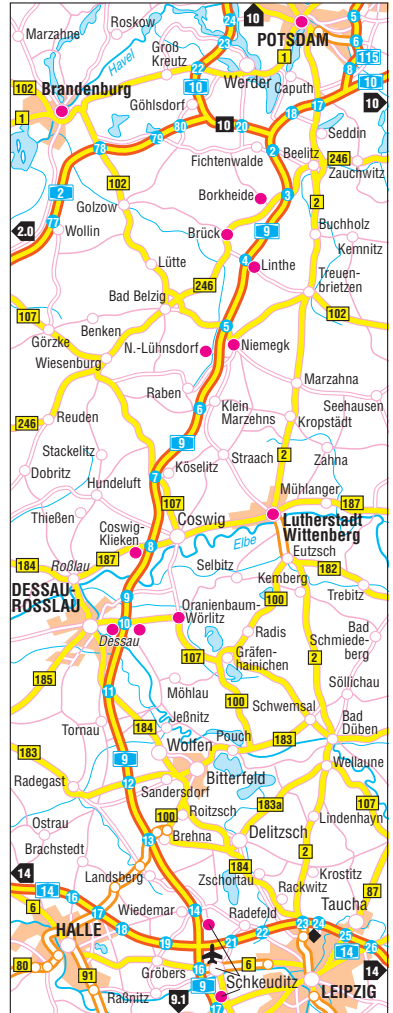 10
24
5
Marzahne
Roskow
POTSDAM
23
6
Groß
Kreutz
Havel
1
115
22
8
102
Werder
10
10
Brandenburg
Caputh
17
10
Göhlsdorf
18
1
80
10
20
Seddin
79
78
2
Fichtenwalde
Beelitz
246
2
102
Borkheide
3
Zauchwitz
77
Golzow
2
2.0
Wollin
Brück
9
Buchholz
Kemnitz
4
Linthe
Lütte
246
Treuen-
brietzen
Bad Belzig
107
5
102
Görzke
Benken
N.-Lühnsdorf
Niemegk
Wiesenburg
Marzahna
Raben
6
Klein
Marzehns
Seehausen
246
Reuden
Kropstädt
9
Stackelitz
Straach
2
Zahna
Dobritz
7
Köselitz
Hundeluft
Mühlanger
107
187
Thießen
Coswig
Lutherstadt
Wittenberg
Coswig-
Klieken
8
Elbe
184
Roßlau
187
Selbitz
Eutzsch
182
Kemberg
DESSAU-
ROSSLAU
9
100
Trebitz
Oranienbaum-
Wörlitz
10
Radis
Bad
Schmiede-
berg
Dessau
107
Gräfen-
hainichen
2
185
11
Söllichau
Möhlau
100
Jeßnitz
Schwemsal
Tornau
184
Bad
Düben
183
Wolfen
Pouch
183
9
Wellaune
Bitterfeld
12
Radegast
Sandersdorf
183a
107
100
Roitzsch
Lindenhayn
Ostrau
13
Brehna
Delitzsch
2
Brachstedt
184
14
Landsberg
Zschortau
Krostitz
87
14
16
Rackwitz
Taucha
6
17
Wiedemar
14
Radefeld
23
24
HALLE
18
25
19
21
22
26
14
80
91
Gröbers
16
6
14
Raßnitz
9
Schkeuditz
LEIPZIG
9.1
17